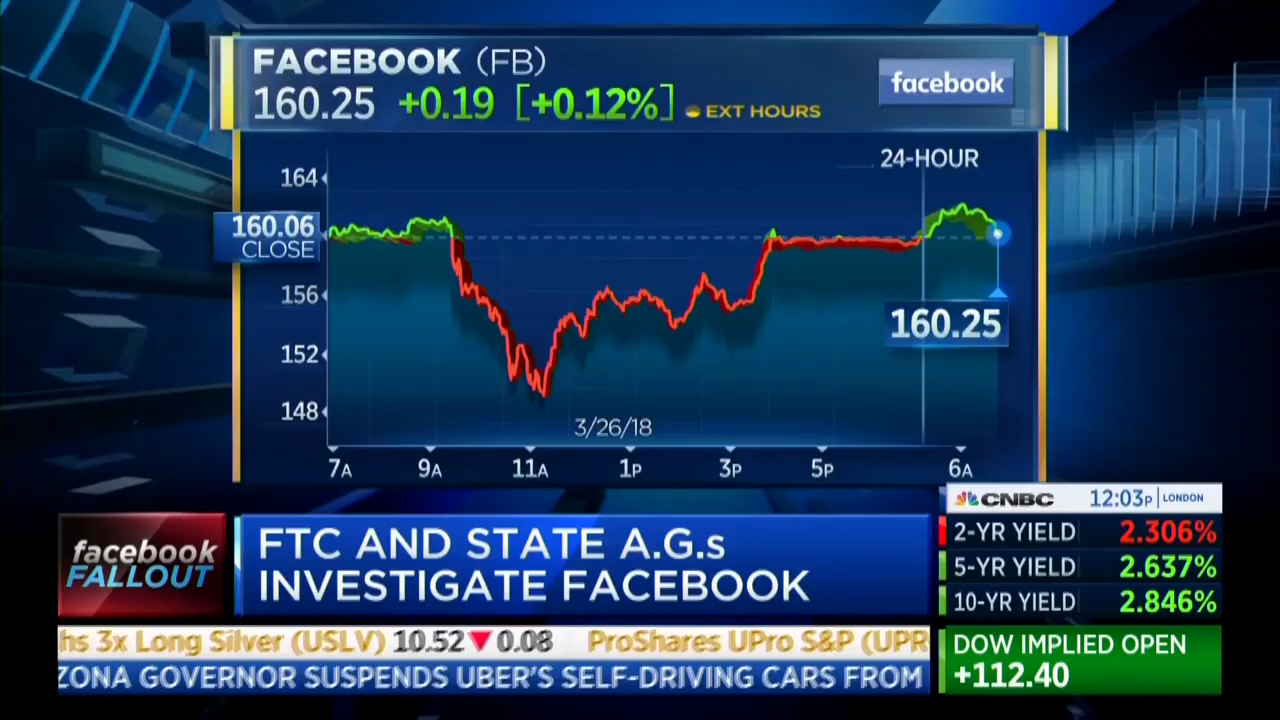 FACEBOOK (FB)
160.25 +0.19 [+0.12%] EXT HOURS
facebook
24-HOUR
164
160.06
CLOSE
156
160.25
152
148
3/26/18
7A 9A 11A 1P 3P 5P 6A
CNBC 12:03P LONDON
facebook
FALLOUT
FTC AND STATE A.G.s
INVESTIGATE FACEBOOK
2-YR YIELD 2.306%
5-YR YIELD 2.637%
10-YR YIELD 2.846%
hs 3x Long Silver (USLV) 10.52 ▼ 0.08 ProShares UPro S&P (UPR
ZONA GOVERNOR SUSPENDS UBER'S SELF-DRIVING CARS FROM
DOW IMPLIED OPEN
+112.40